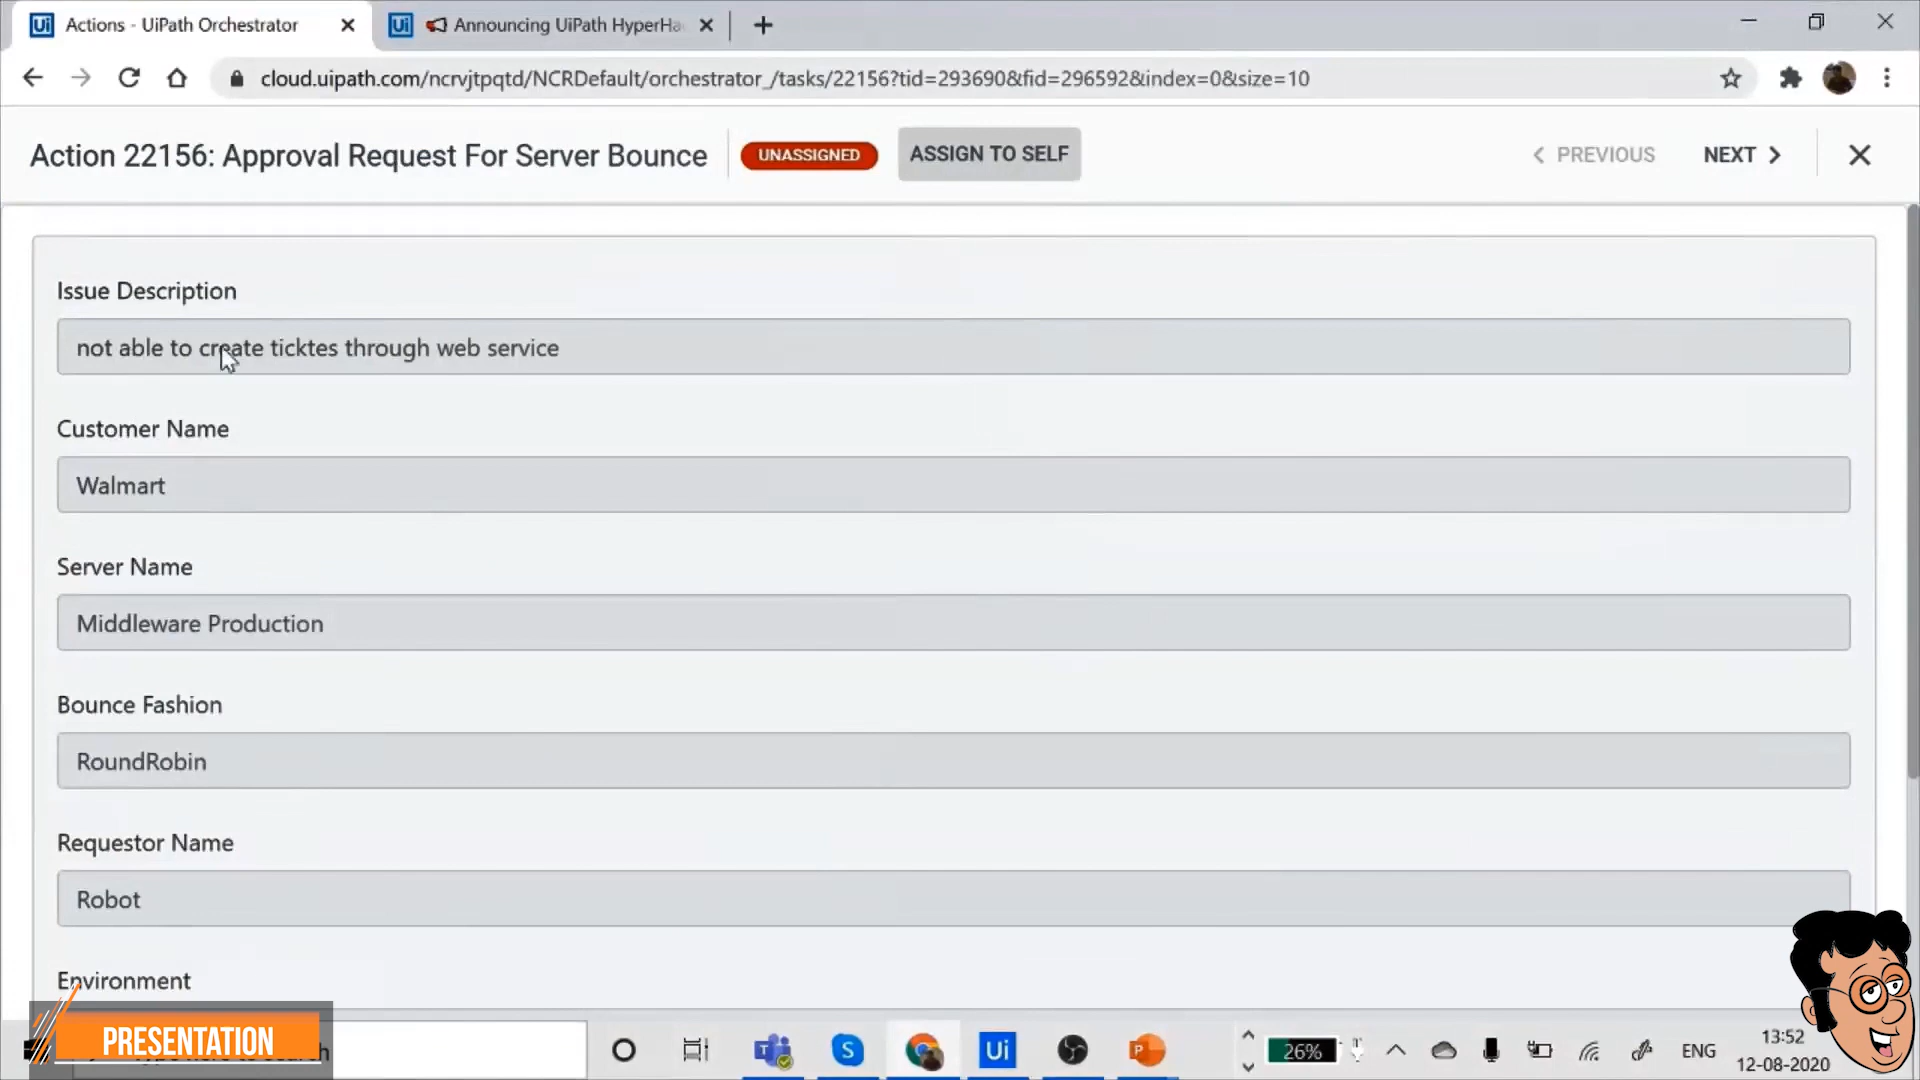 Actions - UiPath Orchestrator
Announcing UiPath HyperHa
cloud.uipath.com/ncrvjtpqtd/NCRDefault/orchestrator_/tasks/22156?tid=293690&fid=296592&index=0&size=10
Action 22156: Approval Request For Server Bounce
UNASSIGNED
ASSIGN TO SELF
PREVIOUS
NEXT
Issue Description
not able to create ticktes through web service
Customer Name
Walmart
Server Name
Middleware Production
Bounce Fashion
RoundRobin
Requestor Name
Robot
Environment
PRESENTATION
26%
ENG
13:52
12-08-2020